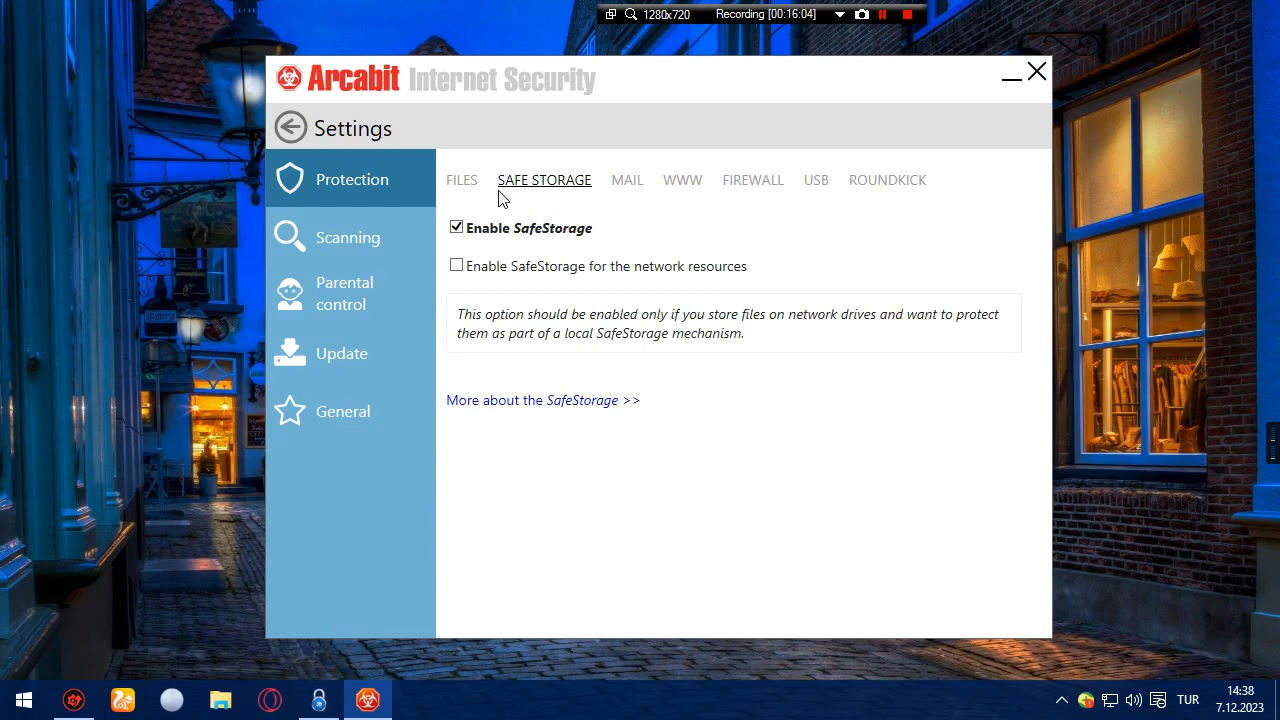 1280x720 Recording [00:16:04]
Arcabit Internet Security
Settings
Protection
Scanning
Parental
control
Update
General
FILES SAFE STORAGE MAIL WWW FIREWALL USB ROUNDKICK
Enable SafeStorage
Enable SafeStorage for the network resources
This option should be enabled only if you store files on network drives and want to protect
them as part of a local SafeStorage mechanism.
More about the SafeStorage >>
TUR
14:38
7.12.2023